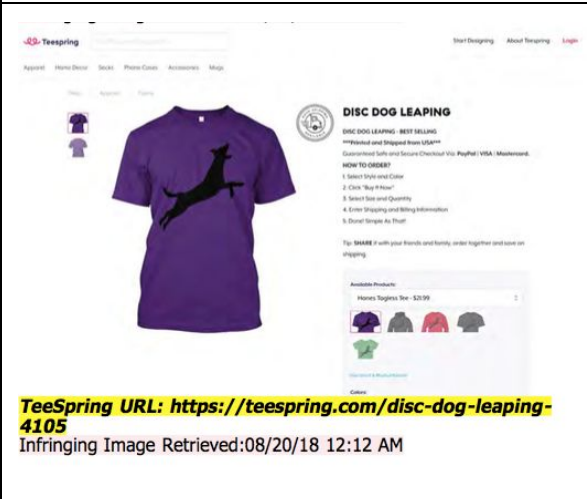 Teespring
Start Designing About Teespring Login
Apparel Home Decor Socks Phone Cases Accessories Mugs
Apparel
DISC DOG LEAPING
DISC DOG LEAPING - BEST SELLING
***Printed and Shipped from USA***
Guaranteed Safe and Secure Checkout Via: PayPal | VISA | Mastercard.
HOW TO ORDER?
1. Select Style and Color
2. Click "Buy it Now"
3. Select Size and Quantity
4. Enter Shipping and Billing Information
5. Done! Simple As That!
Tip: SHARE it with your friends and family, order together and save on
shipping.
Available Products:
Hanes Tagless Tee - $21.99
Colors:
TeeSpring URL: https://teespring.com/disc-dog-leaping-
4105
Infringing Image Retrieved:08/20/18 12:12 AM